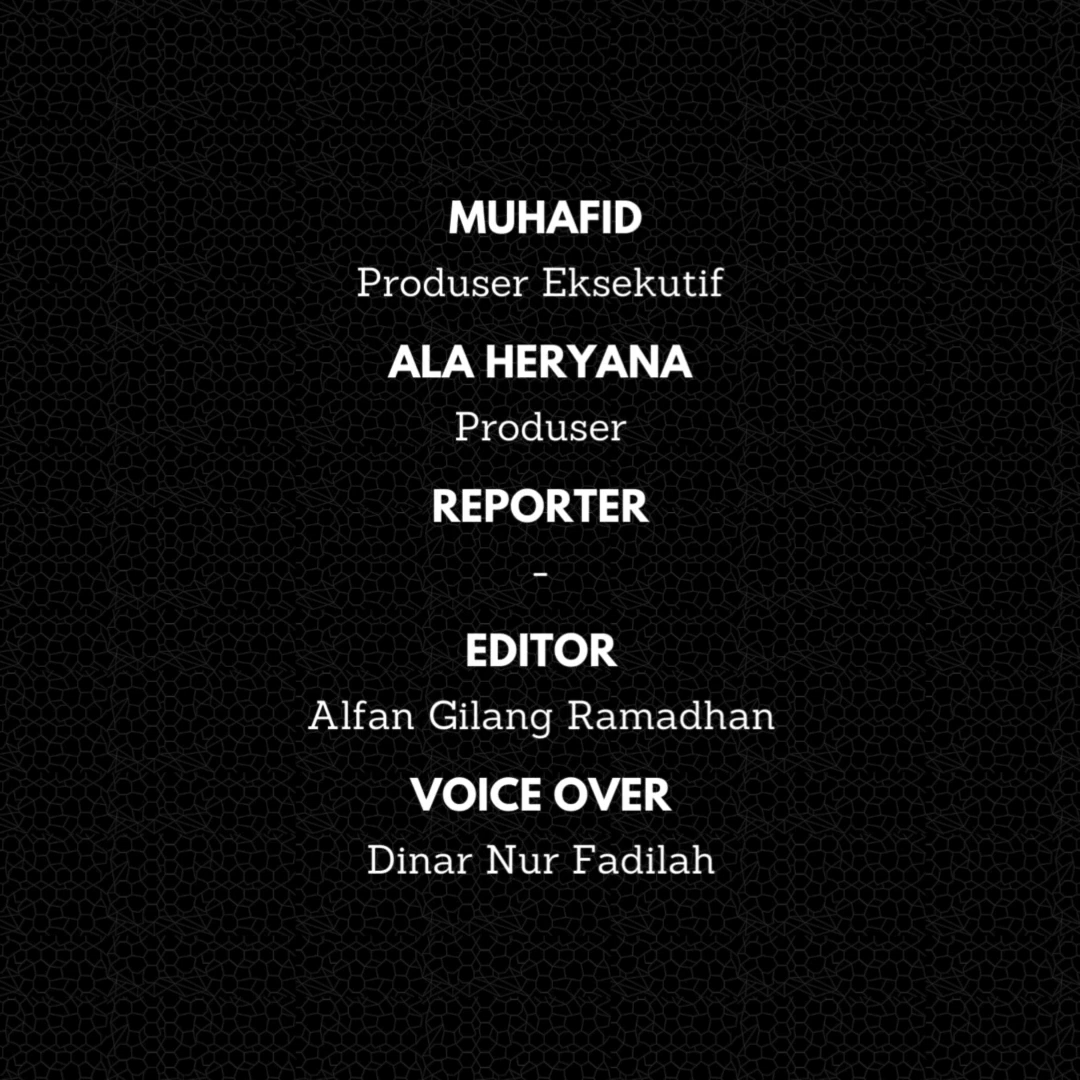 MUHAFID
Produser Eksekutif
ALA HERYANA
Produser
REPORTER
-
EDITOR
Alfan Gilang Ramadhan
VOICE OVER
Dinar Nur Fadilah